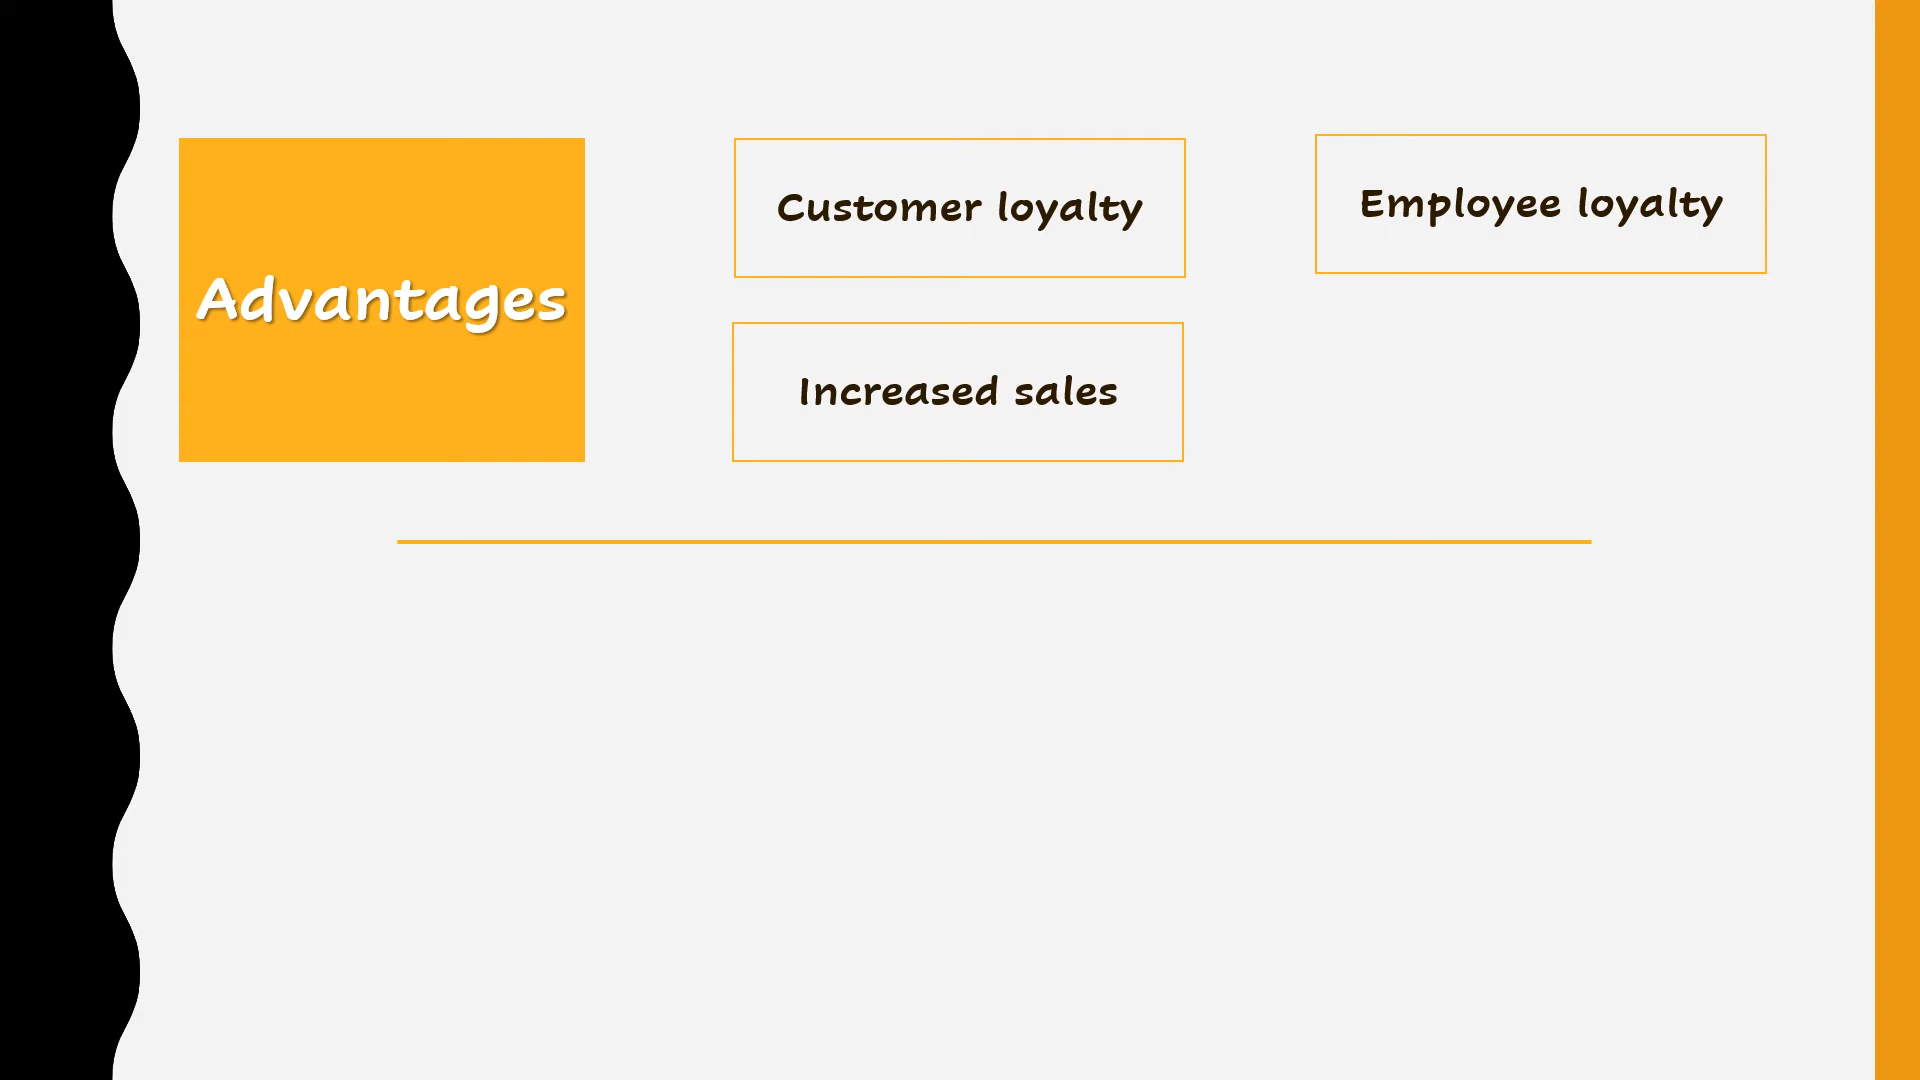 Advantages
Customer loyalty
Employee loyalty
Increased sales